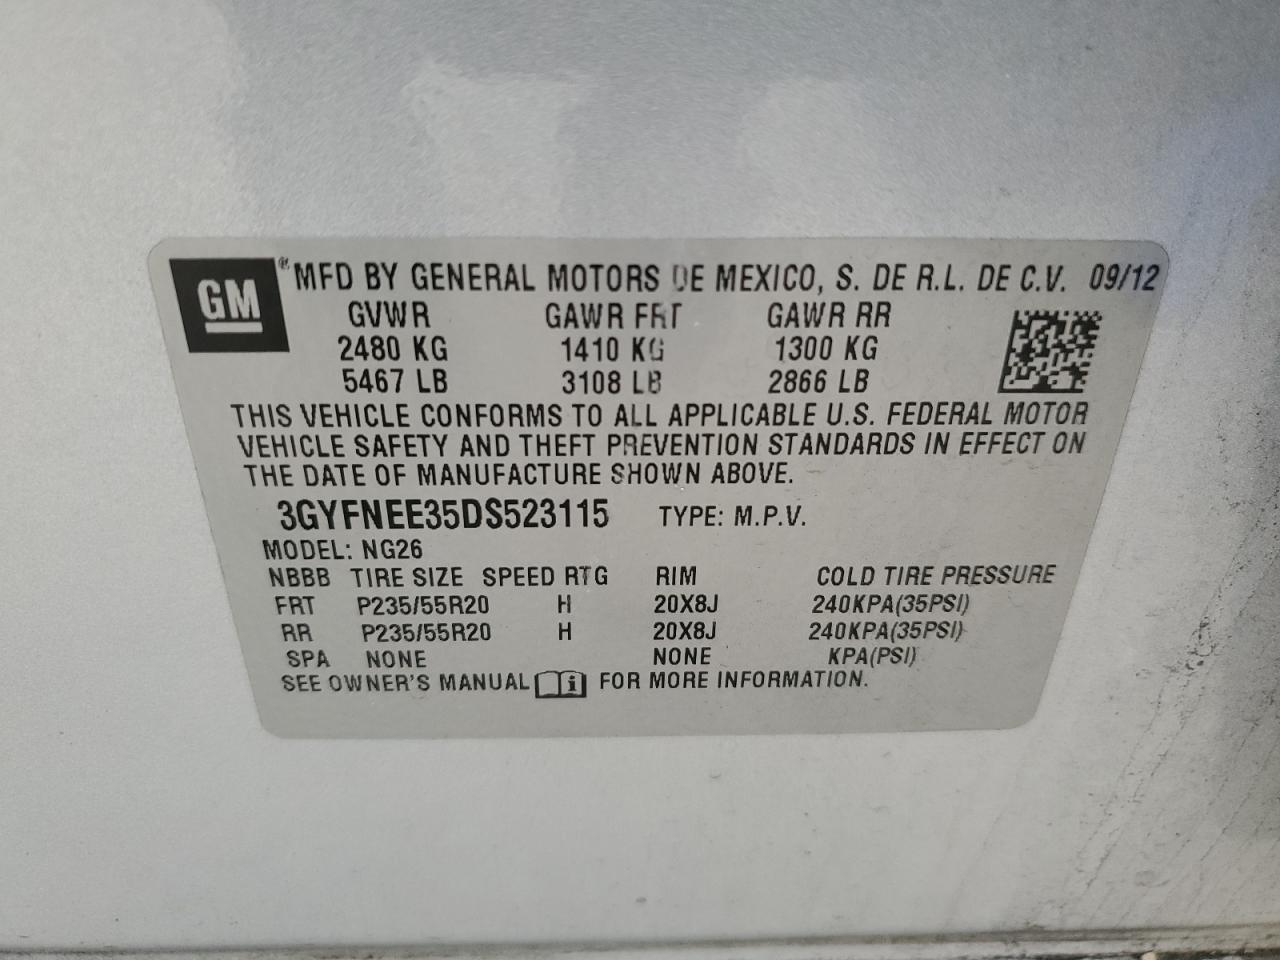 GM® MFD BY GENERAL MOTORS DE MEXICO, S. DE R.L. DE C.V. 09/12
GVWR GAWR FRT GAWR RR
2480 KG 1410 KG 1300 KG
5467 LB 3108 LB 2866 LB
THIS VEHICLE CONFORMS TO ALL APPLICABLE U.S. FEDERAL MOTOR
VEHICLE SAFETY AND THEFT PREVENTION STANDARDS IN EFFECT ON
THE DATE OF MANUFACTURE SHOWN ABOVE.
3GYFNEE35DS523115 TYPE: M.P.V.
MODEL: NG26
NBBB TIRE SIZE SPEED RTG RIM COLD TIRE PRESSURE
FRT P235/55R20 H 20X8J 240KPA(35PSI)
RR P235/55R20 H 20X8J 240KPA(35PSI)
SPA NONE NONE KPA(PSI)
SEE OWNER'S MANUAL i FOR MORE INFORMATION.